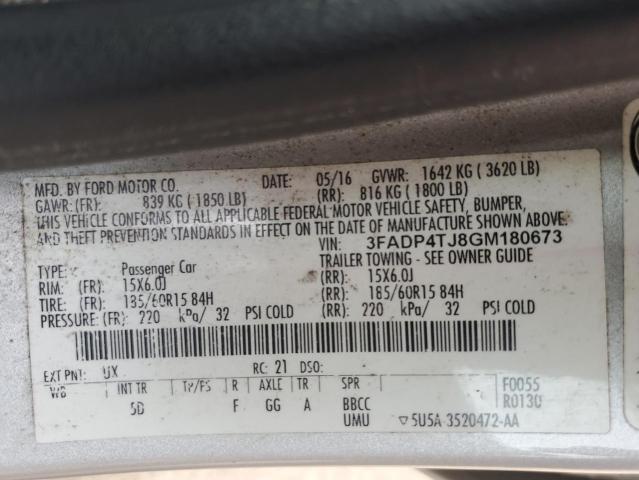 MFD. BY FORD MOTOR CO. DATE: 05/16 GVWR: 1642 KG ( 3620 LB)
GAWR: (FR): 839 KG ( 1850 LB) (RR): 816 KG ( 1800 LB)
THIS VEHICLE CONFORMS TO ALL APPLICABLE FEDERAL MOTOR VEHICLE SAFETY, BUMPER,
AND THEFT PREVENTION STANDARDS IN EFFECT ON THE DATE OF MANUFACTURE SHOWN ABOVE.
VIN: 3FADP4TJ8GM180673
TYPE: Passenger Car TRAILER TOWING - SEE OWNER GUIDE
RIM: (FR): 15X6.0J (RR): 15X6.0J
TIRE: (FR): 185/60R15 84H (RR): 185/60R15 84H
PRESSURE: (FR): 220 kPa/ 32 PSI COLD (RR): 220 kPa/ 32 PSI COLD
EXT PNT: UX RC: 21 DSO:
WB INT TR TP/PS R AXLE TR SPR F0055
5D F GG A BBCC R0130
UMU ▽5U5A 3520472-AA